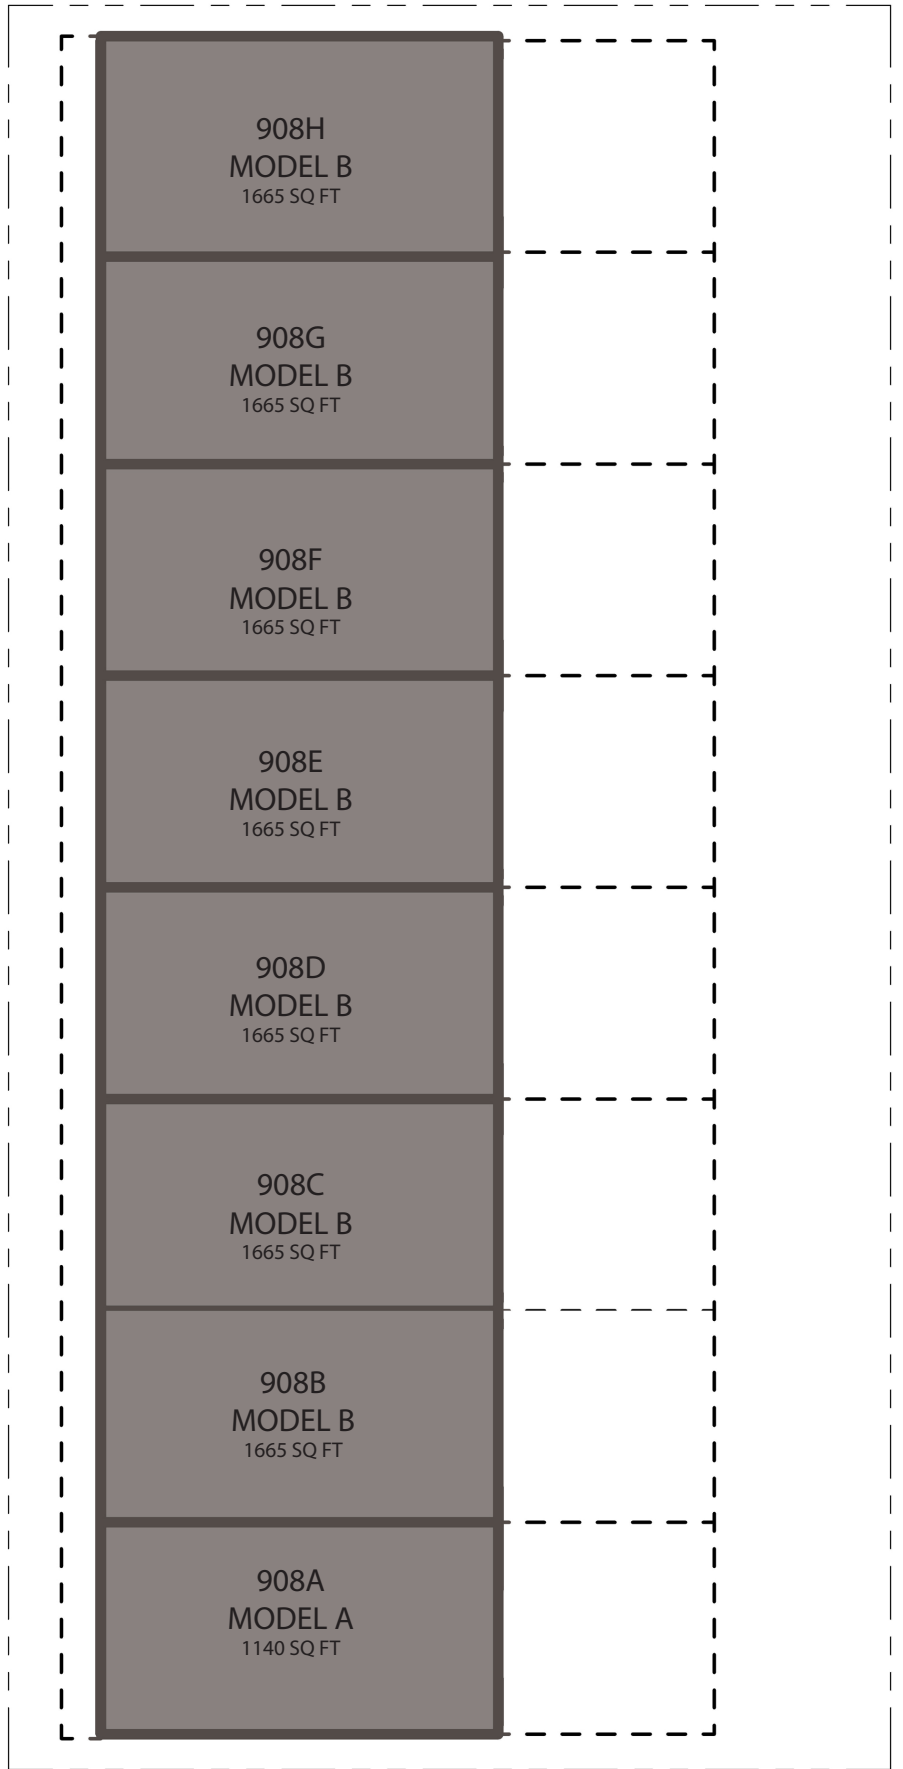 908H
MODEL B
1665 SQ FT
908G
MODEL B
1665 SQ FT
908F
MODEL B
1665 SQ FT
908E
MODEL B
1665 SQ FT
908D
MODEL B
1665 SQ FT
908C
MODEL B
1665 SQ FT
908B
MODEL B
1665 SQ FT
908A
MODEL A
1140 SQ FT